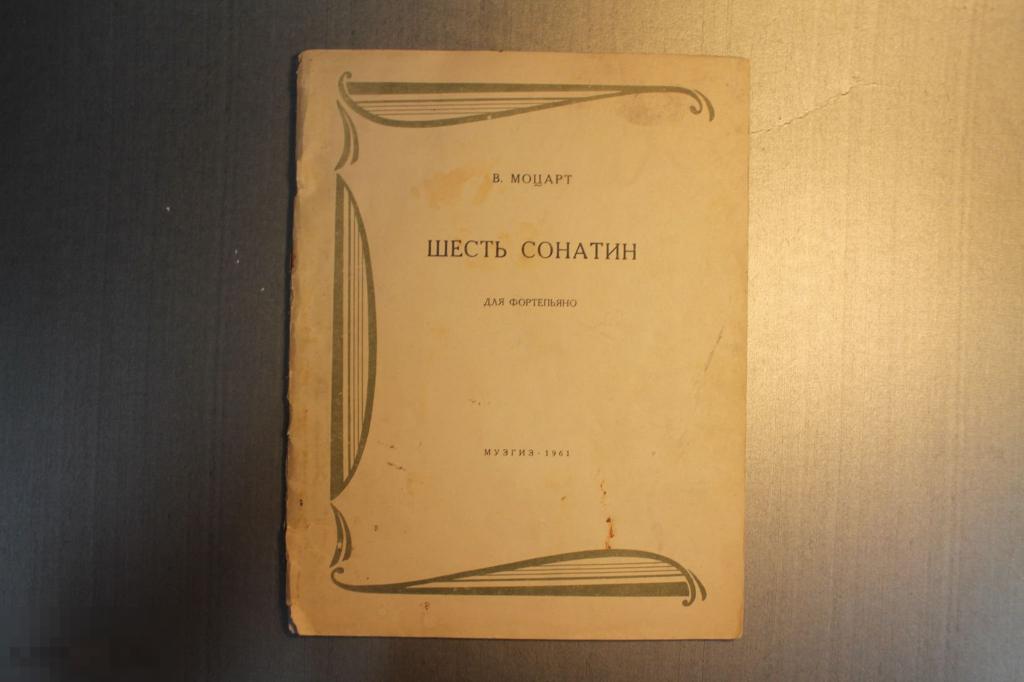 В. МОЦАРТ
ШЕСТЬ СОНАТИН
ДЛЯ ФОРТЕПЬЯНО
МУЗГИЗ · 1961